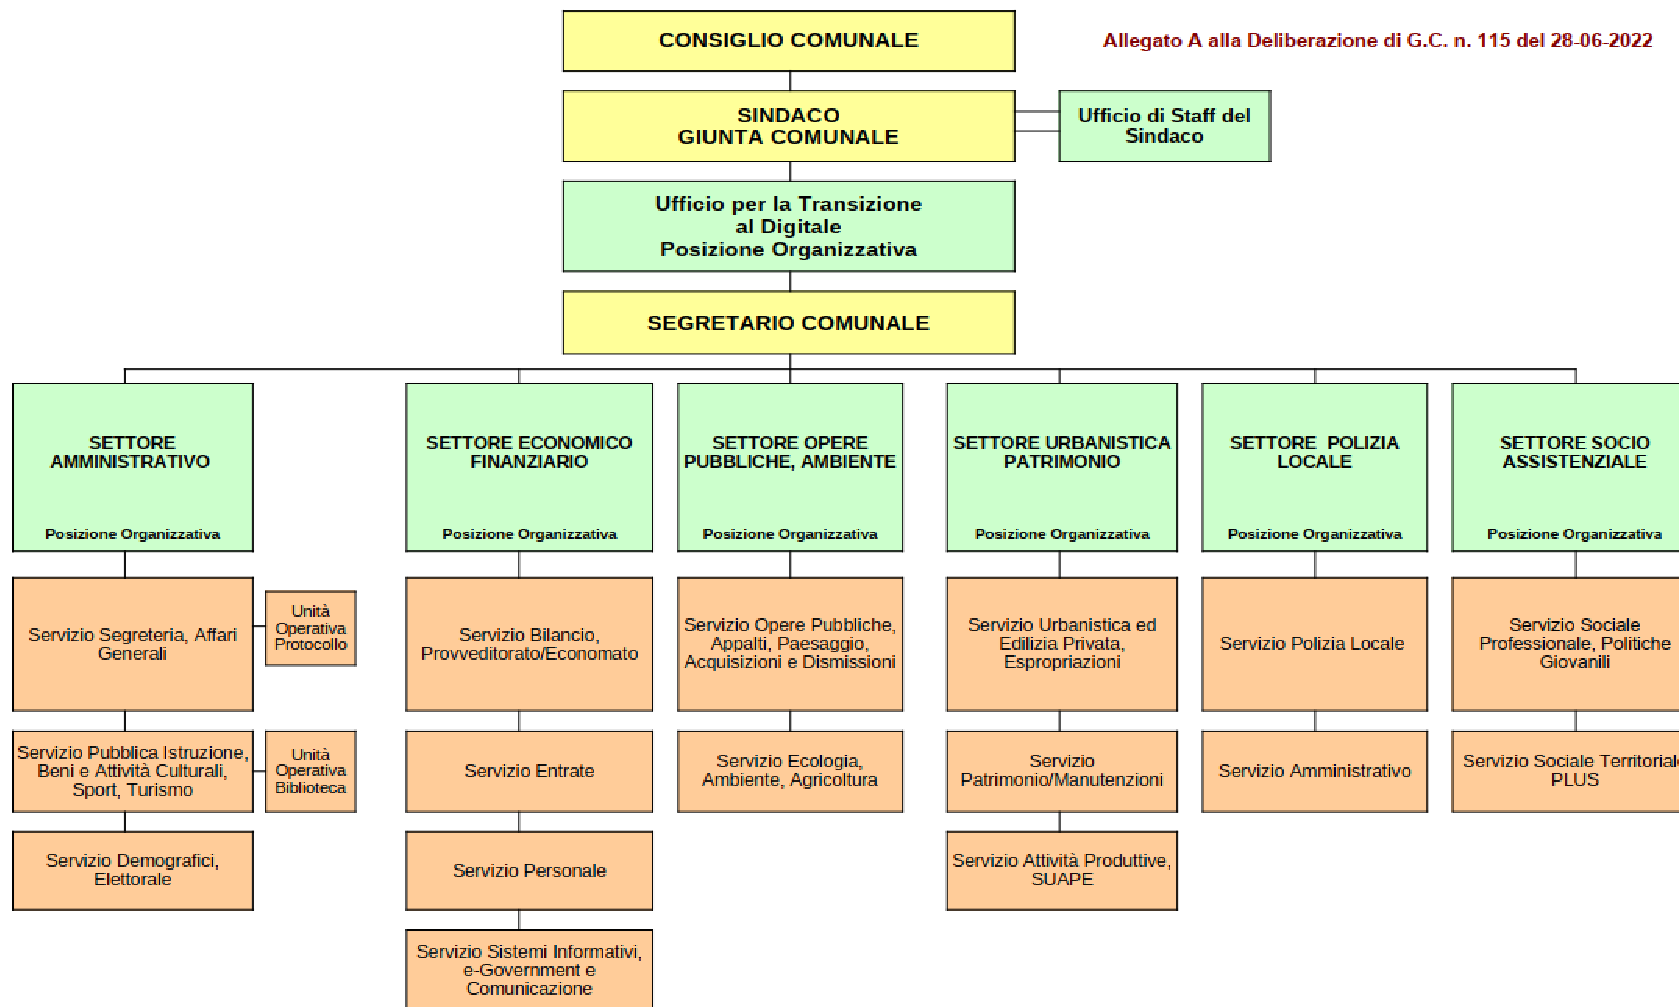 CONSIGLIO COMUNALE
Allegato A alla Deliberazione di G.C. n. 115 del 28-06-2022
SINDACO
GIUNTA COMUNALE
Ufficio di Staff del
Sindaco
Ufficio per la Transizione
al Digitale
Posizione Organizzativa
SEGRETARIO COMUNALE
SETTORE
AMMINISTRATIVO
Posizione Organizzativa
SETTORE ECONOMICO
FINANZIARIO
Posizione Organizzativa
SETTORE OPERE
PUBBLICHE, AMBIENTE
Posizione Organizzativa
SETTORE URBANISTICA
PATRIMONIO
Posizione Organizzativa
SETTORE POLIZIA
LOCALE
Posizione Organizzativa
SETTORE SOCIO
ASSISTENZIALE
Posizione Organizzativa
Servizio Segreteria, Affari
Generali
Unità
Operativa
Protocollo
Servizio Bilancio,
Provveditorato/Economato
Servizio Opere Pubbliche,
Appalti, Paesaggio,
Acquisizioni e Dismissioni
Servizio Urbanistica ed
Edilizia Privata,
Espropriazioni
Servizio Polizia Locale
Servizio Sociale
Professionale, Politiche
Giovanili
Servizio Pubblica Istruzione,
Beni e Attività Culturali,
Sport, Turismo
Unità
Operativa
Biblioteca
Servizio Entrate
Servizio Ecologia,
Ambiente, Agricoltura
Servizio
Patrimonio/Manutenzioni
Servizio Amministrativo
Servizio Sociale Territoriale
PLUS
Servizio Demografici,
Elettorale
Servizio Personale
Servizio Attività Produttive,
SUAPE
Servizio Sistemi Informativi,
e-Government e
Comunicazione